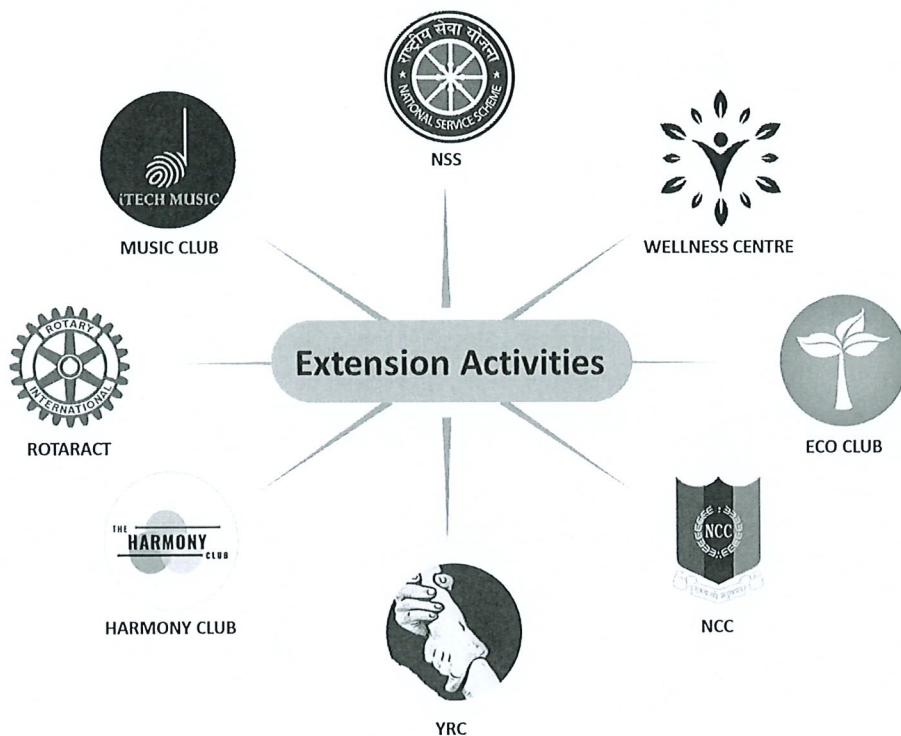 राष्ट्रीय सेवा योजना
NATIONAL SERVICE SCHEME
NSS
iTECH MUSIC
MUSIC CLUB
WELLNESS CENTRE
ROTARY
INTERNATIONAL
ROTARACT
Extension Activities
ECO CLUB
THE
HARMONY
CLUB
HARMONY CLUB
NCC
NCC
YRC